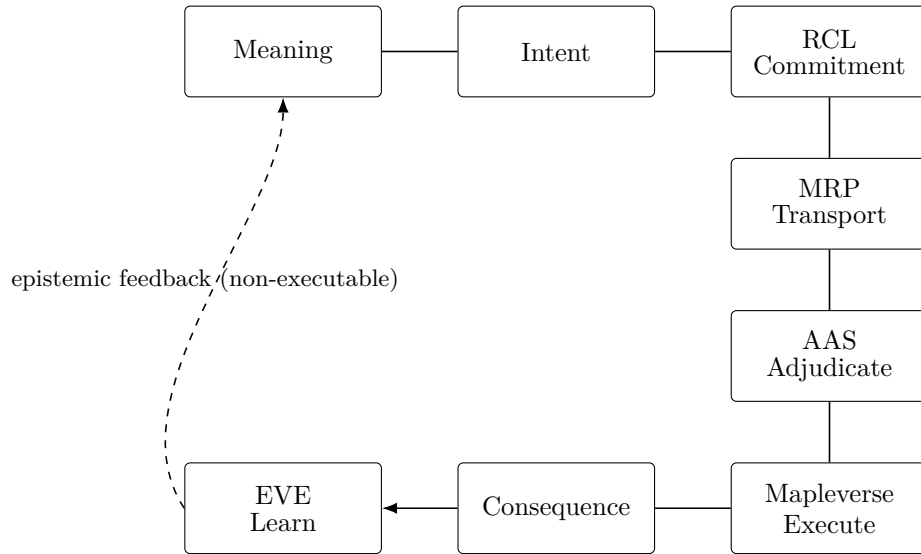 Meaning
Intent
RCL
Commitment
MRP
Transport
epistemic feedback (non-executable)
AAS
Adjudicate
EVE
Learn
Consequence
Mapleverse
Execute